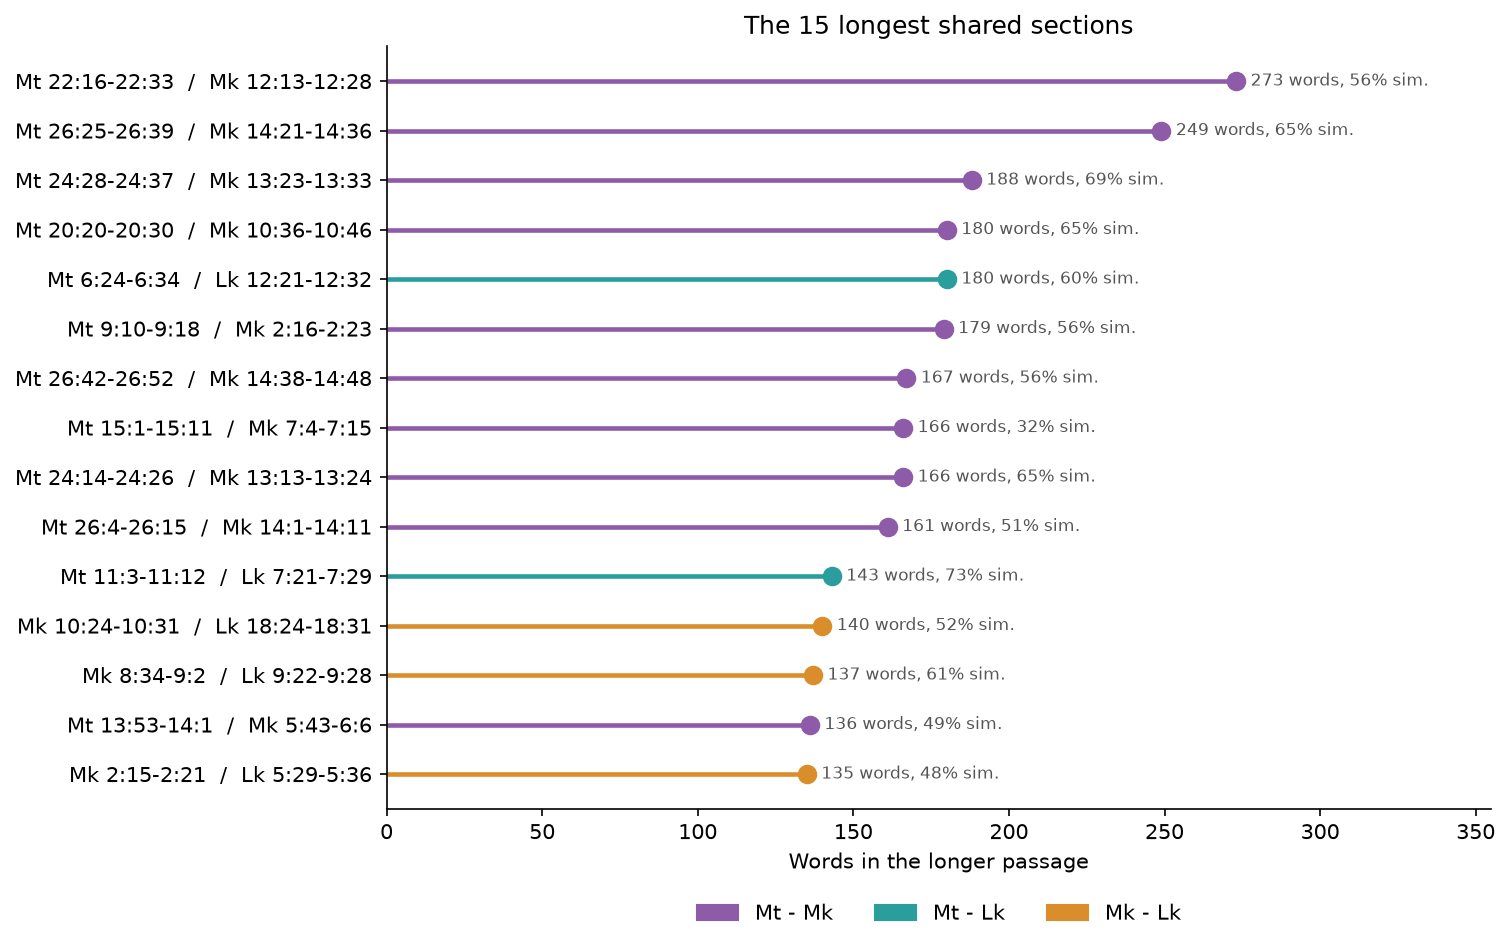 The 15 longest shared sections
Mt 22:16-22:33 / Mk 12:13-12:28 273 words, 56% sim.
Mt 26:25-26:39 / Mk 14:21-14:36 249 words, 65% sim.
Mt 24:28-24:37 / Mk 13:23-13:33 188 words, 69% sim.
Mt 20:20-20:30 / Mk 10:36-10:46 180 words, 65% sim.
Mt 6:24-6:34 / Lk 12:21-12:32 180 words, 60% sim.
Mt 9:10-9:18 / Mk 2:16-2:23 179 words, 56% sim.
Mt 26:42-26:52 / Mk 14:38-14:48 167 words, 56% sim.
Mt 15:1-15:11 / Mk 7:4-7:15 166 words, 32% sim.
Mt 24:14-24:26 / Mk 13:13-13:24 166 words, 65% sim.
Mt 26:4-26:15 / Mk 14:1-14:11 161 words, 51% sim.
Mt 11:3-11:12 / Lk 7:21-7:29 143 words, 73% sim.
Mk 10:24-10:31 / Lk 18:24-18:31 140 words, 52% sim.
Mk 8:34-9:2 / Lk 9:22-9:28 137 words, 61% sim.
Mt 13:53-14:1 / Mk 5:43-6:6 136 words, 49% sim.
Mk 2:15-2:21 / Lk 5:29-5:36 135 words, 48% sim.
0 50 100 150 200 250 300 350
Words in the longer passage
Mt - Mk Mt - Lk Mk - Lk